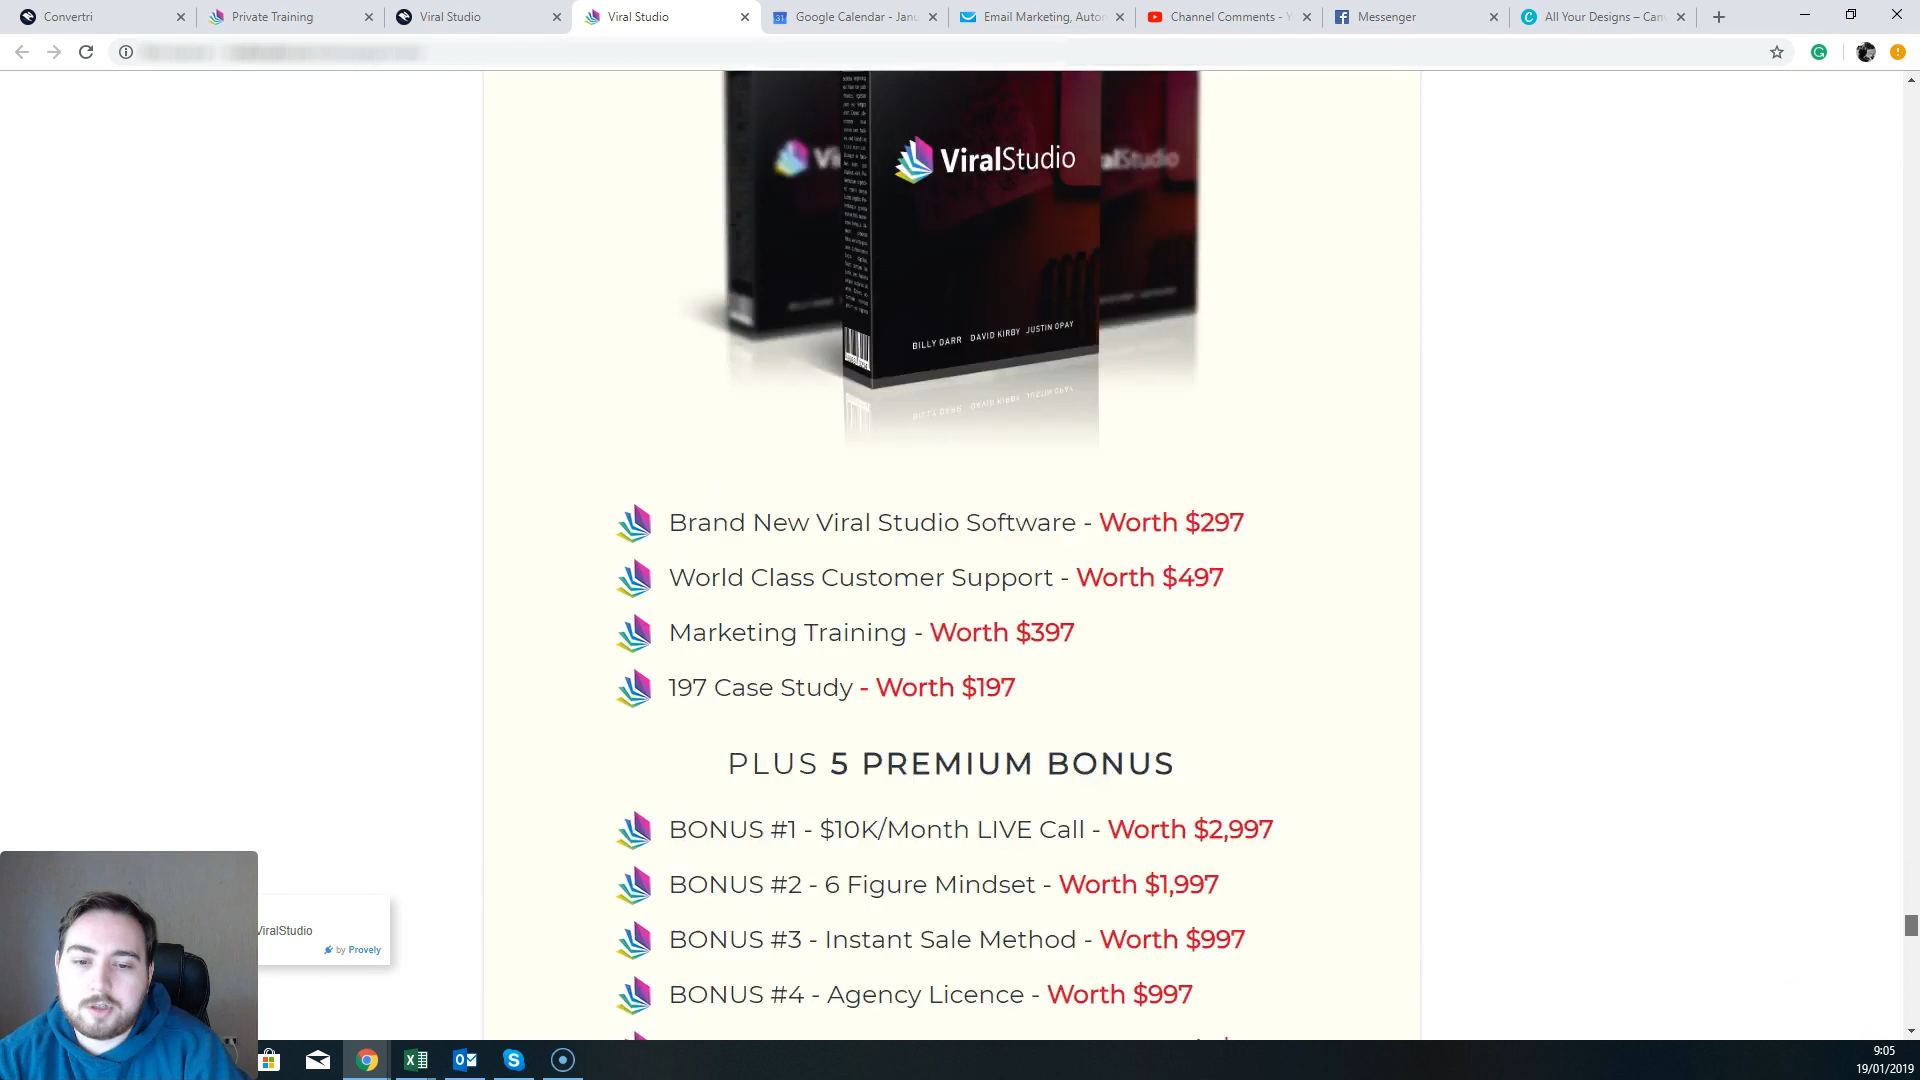 Convertri
Private Training
Viral Studio
Viral Studio
Google Calendar - Janu
Email Marketing, Autor
Channel Comments - Y
Messenger
All Your Designs – Can
ViralStudio
BILLY DARR DAVID KIRBY JUSTIN OPAY
Brand New Viral Studio Software - Worth $297
World Class Customer Support - Worth $497
Marketing Training - Worth $397
197 Case Study - Worth $197
PLUS 5 PREMIUM BONUS
BONUS #1 - $10K/Month LIVE Call - Worth $2,997
BONUS #2 - 6 Figure Mindset - Worth $1,997
BONUS #3 - Instant Sale Method - Worth $997
BONUS #4 - Agency Licence - Worth $997
ViralStudio
by Provely
9:05
19/01/2019